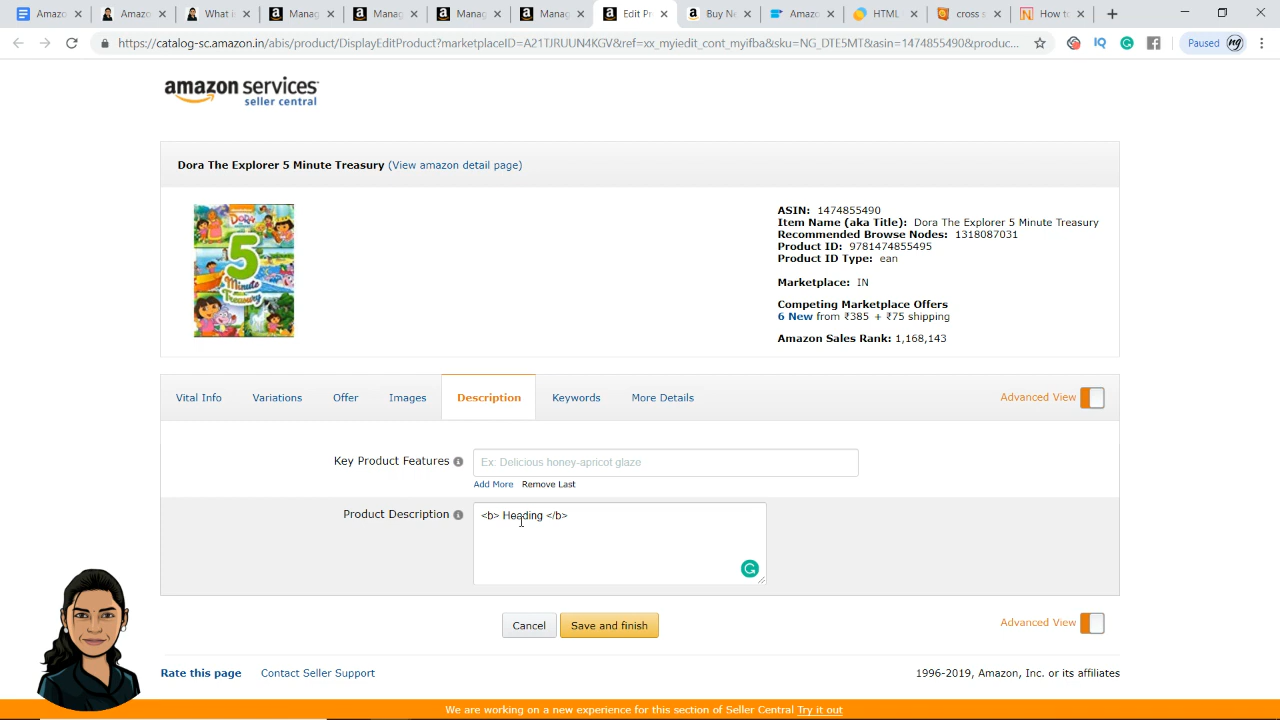 Amazo
Amazo
What i
Manag
Manag
Manag
Manag
Edit Pr
Buy Ne
Amazo
HTML
cross s
How to
https://catalog-sc.amazon.in/abis/product/DisplayEditProduct?marketplaceID=A21TJRUUN4KGV&ref=xx_myiedit_cont_myifba&sku=NG_DTE5MT&asin=1474855490&produc...
IQ
Paused
amazon services
seller central
Dora The Explorer 5 Minute Treasury (View amazon detail page)
Dora
5
Minute
Treasury
ASIN: 1474855490
Item Name (aka Title): Dora The Explorer 5 Minute Treasury
Recommended Browse Nodes: 1318087031
Product ID: 9781474855495
Product ID Type: ean
Marketplace: IN
Competing Marketplace Offers
6 New from ₹385 + ₹75 shipping
Amazon Sales Rank: 1,168,143
Vital Info Variations Offer Images Description Keywords More Details Advanced View
Key Product Features Ex: Delicious honey-apricot glaze
Add More Remove Last
Product Description <b> Heading </b>
Cancel Save and finish Advanced View
Rate this page Contact Seller Support 1996-2019, Amazon, Inc. or its affiliates
We are working on a new experience for this section of Seller Central Try it out